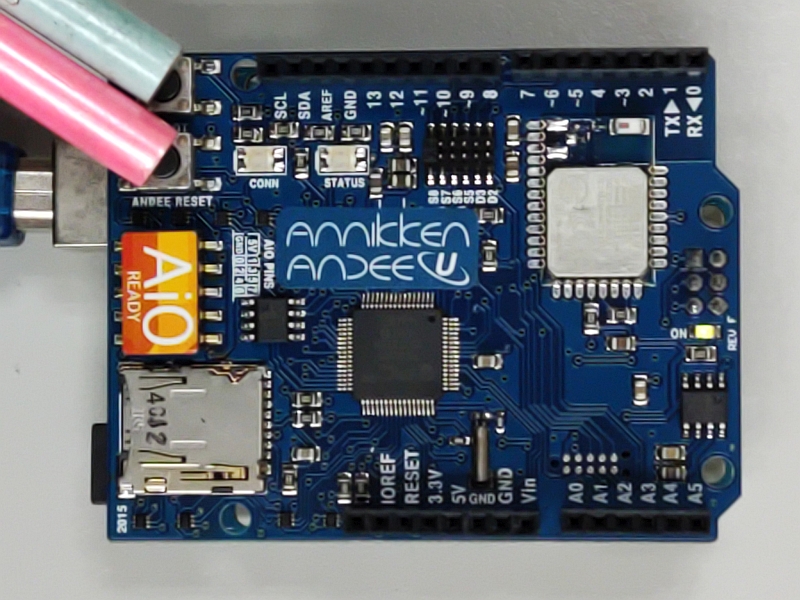 SCL
SDA
AREF
GND
13
12
~11
~10
~9
8
7
~6
~5
4
~3
2
TX▶1
RX◀0
CONN
STATUS
S8
S7
S6
S5
D3
D2
ANDEE RESET
Annikken
Andee U
AiO
READY
AIO PINS
ON
REV F
4042
IOREF
RESET
3.3V
5V
GND
GND
Vin
A0
A1
A2
A3
A4
A5
2015